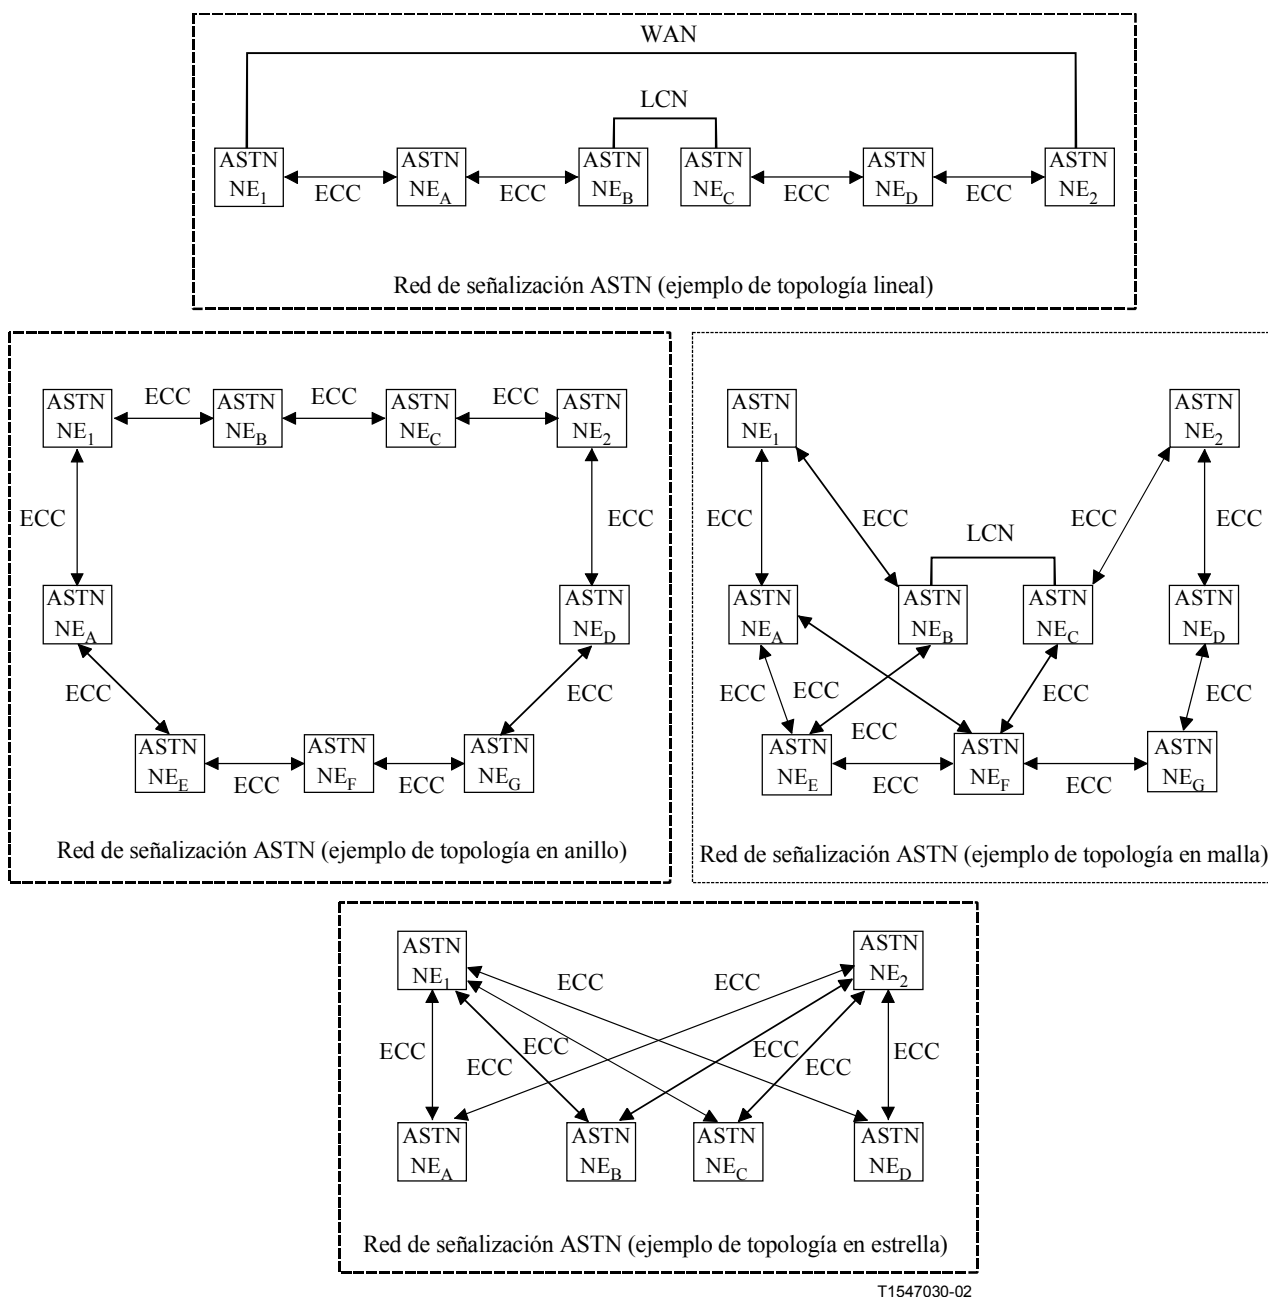 WAN
LCN
ASTN ASTN ASTN ASTN ASTN ASTN
NE1 NEA NEB NEC NED NE2
ECC ECC ECC ECC
Red de señalización ASTN (ejemplo de topología lineal)
ECC ECC ECC
ASTN ASTN ASTN ASTN
NE1 NEB NEC NE2
ECC ECC
ASTN ASTN
NEA NED
ECC ECC
ASTN ASTN ASTN
NEE NEF NEG
ECC ECC
Red de señalización ASTN (ejemplo de topología en anillo)
ASTN ASTN
NE1 NE2
ECC ECC ECC ECC
LCN
ASTN ASTN ASTN ASTN
NEA NEB NEC NED
ECC ECC ECC ECC
ECC
ASTN ASTN ASTN
NEE NEF NEG
ECC ECC
Red de señalización ASTN (ejemplo de topología en malla)
ASTN ASTN
NE1 NE2
ECC ECC
ECC ECC ECC ECC
ECC ECC
ASTN ASTN ASTN ASTN
NEA NEB NEC NED
Red de señalización ASTN (ejemplo de topología en estrella)
T1547030-02